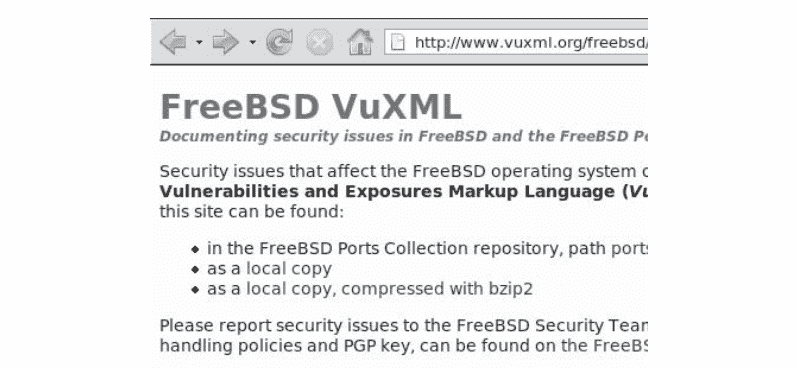 http://www.vuxml.org/freebsd/
FreeBSD VuXML
Documenting security issues in FreeBSD and the FreeBSD
Security issues that affect the FreeBSD operating system
Vulnerabilities and Exposures Markup Language (Vu
this site can be found:
in the FreeBSD Ports Collection repository, path ports
as a local copy
as a local copy, compressed with bzip2
Please report security issues to the FreeBSD Security Team
handling policies and PGP key, can be found on the FreeBS